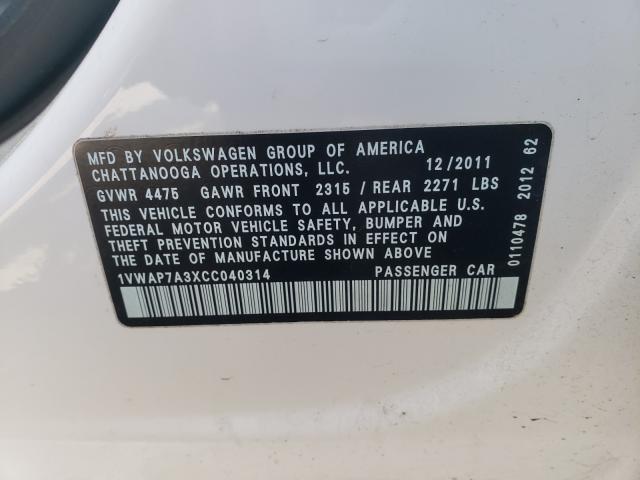 MFD BY VOLKSWAGEN GROUP OF AMERICA
CHATTANOOGA OPERATIONS, LLC. 12/2011
GVWR 4475 GAWR FRONT 2315 / REAR 2271 LBS
THIS VEHICLE CONFORMS TO ALL APPLICABLE U.S.
FEDERAL MOTOR VEHICLE SAFETY, BUMPER AND
THEFT PREVENTION STANDARDS IN EFFECT ON
THE DATE OF MANUFACTURE SHOWN ABOVE
1VWAP7A3XCC040314 PASSENGER CAR
0110478 2012 62